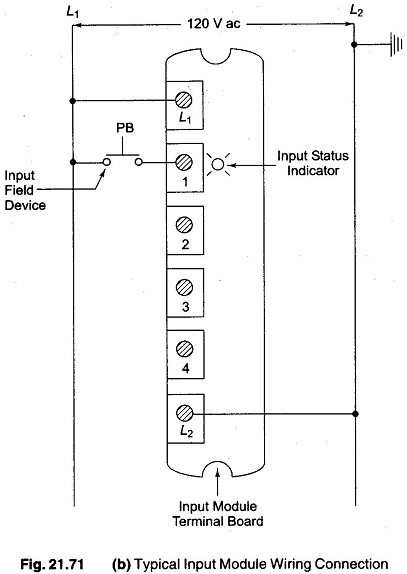 L1
120 V ac
L2
L1
PB
1
Input Status
Indicator
Input
Field
Device
2
3
4
L2
Input Module
Terminal Board
Fig. 21.71 (b) Typical Input Module Wiring Connection